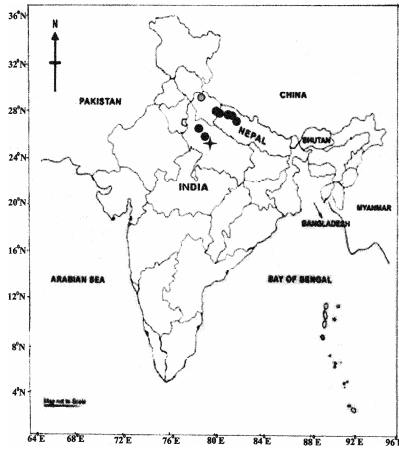 36°N
N
32°N
CHINA
PAKISTAN
28°N
NEPAL
BHUTAN
24°N
INDIA
MYANMAR
20°N
BANGLADESH
16°N
ARABIAN SEA
BAY OF BENGAL
12°N
8°N
4°N
Map not to Scale
64°E 68°E 72°E 76°E 80°E 84°E 88°E 92°E 96°E